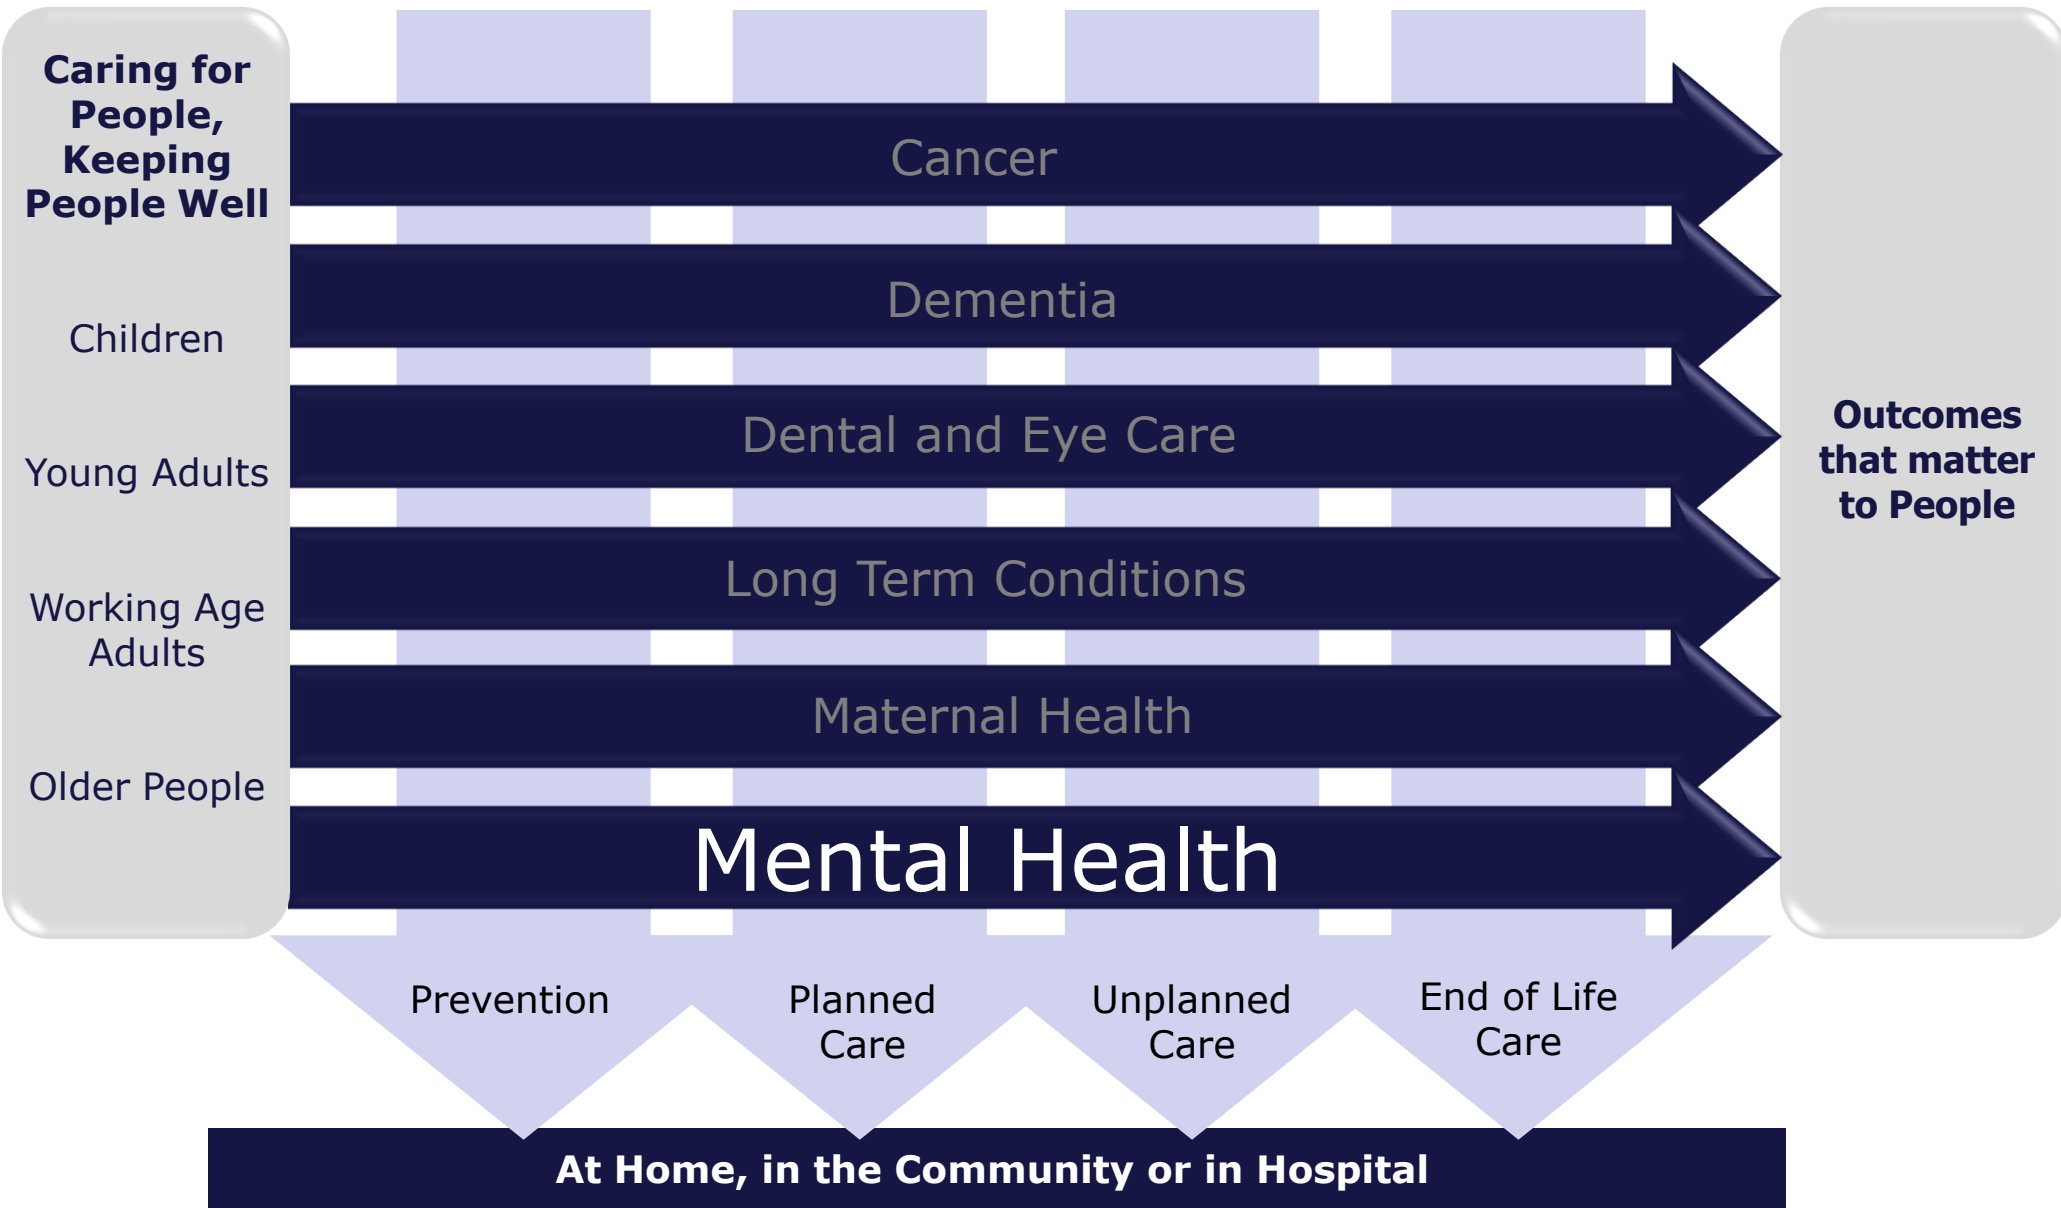 Caring for
People,
Keeping
People Well
Children
Young Adults
Working Age
Adults
Older People
Cancer
Dementia
Dental and Eye Care
Long Term Conditions
Maternal Health
Mental Health
Outcomes
that matter
to People
Prevention
Planned
Care
Unplanned
Care
End of Life
Care
At Home, in the Community or in Hospital